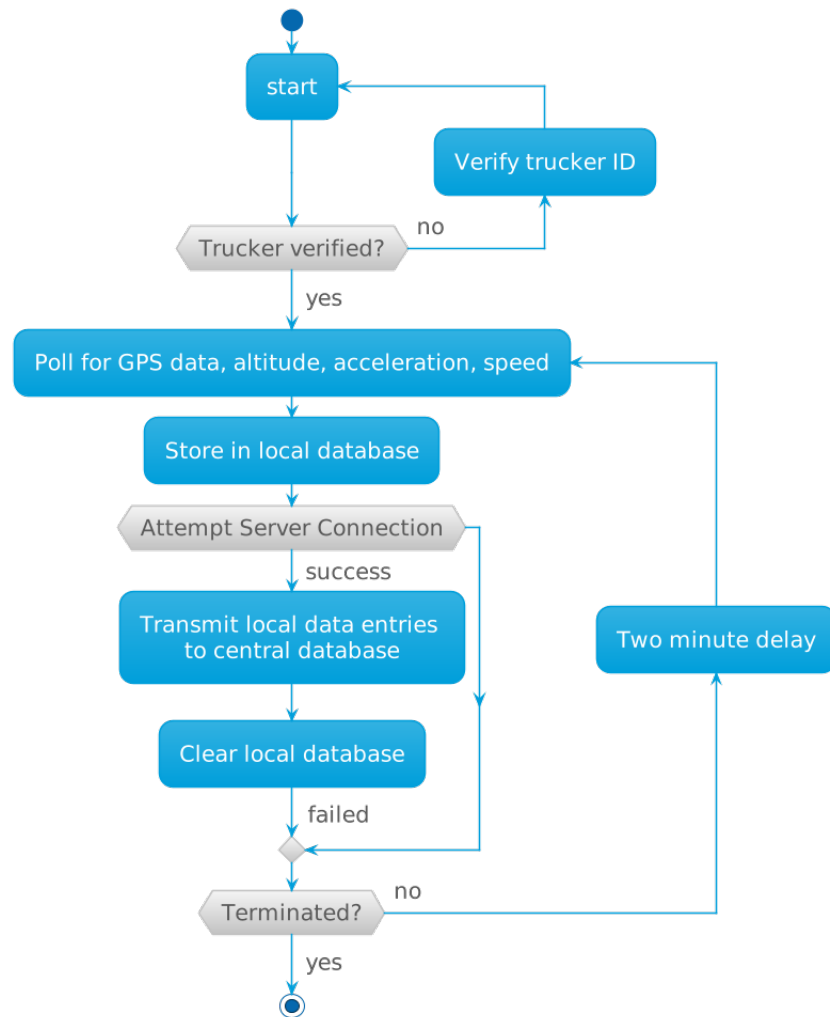 start
Verify trucker ID
no
Trucker verified?
yes
Poll for GPS data, altitude, acceleration, speed
Store in local database
Attempt Server Connection
success
Transmit local data entries
to central database
Two minute delay
Clear local database
failed
no
Terminated?
yes